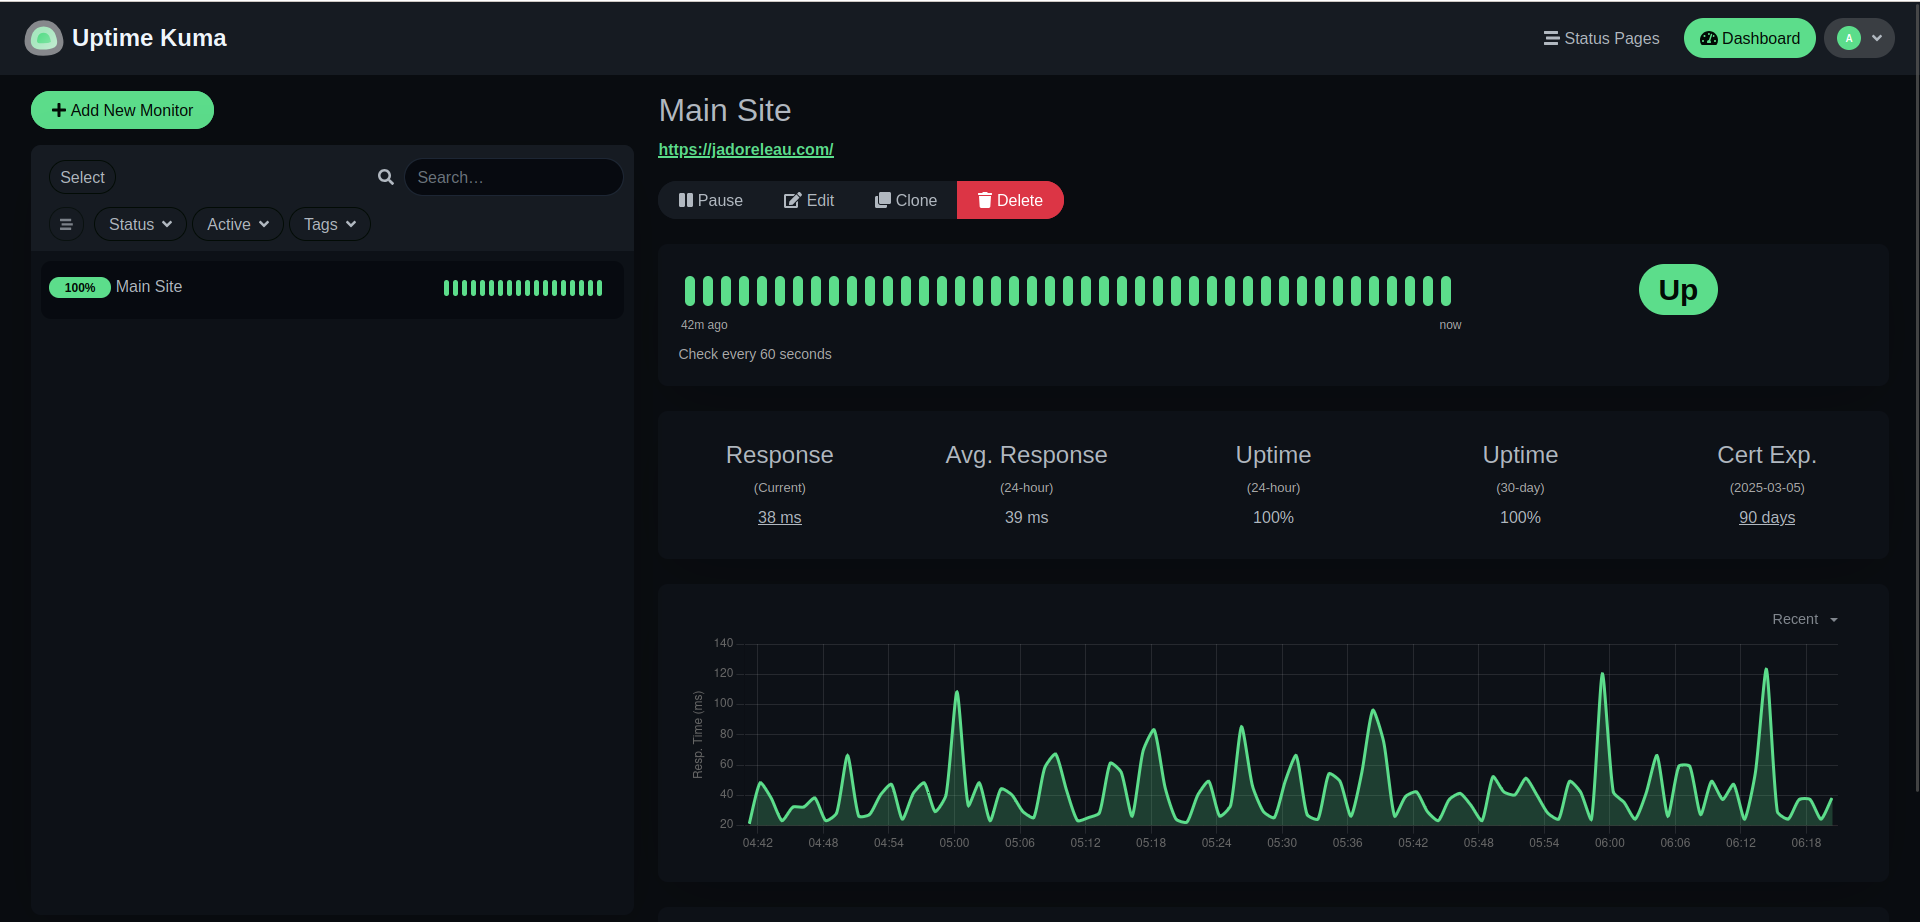 Uptime Kuma
Status Pages
Dashboard
A
Add New Monitor
Select
Search…
Status
Active
Tags
100% Main Site
Main Site
https://jadoreleau.com/
Pause
Edit
Clone
Delete
42m ago
now
Check every 60 seconds
Up
Response
(Current)
38 ms
Avg. Response
(24-hour)
39 ms
Uptime
(24-hour)
100%
Uptime
(30-day)
100%
Cert Exp.
(2025-03-05)
90 days
Recent
Resp. Time (ms)
140
120
100
80
60
40
20
04:42 04:48 04:54 05:00 05:06 05:12 05:18 05:24 05:30 05:36 05:42 05:48 05:54 06:00 06:06 06:12 06:18